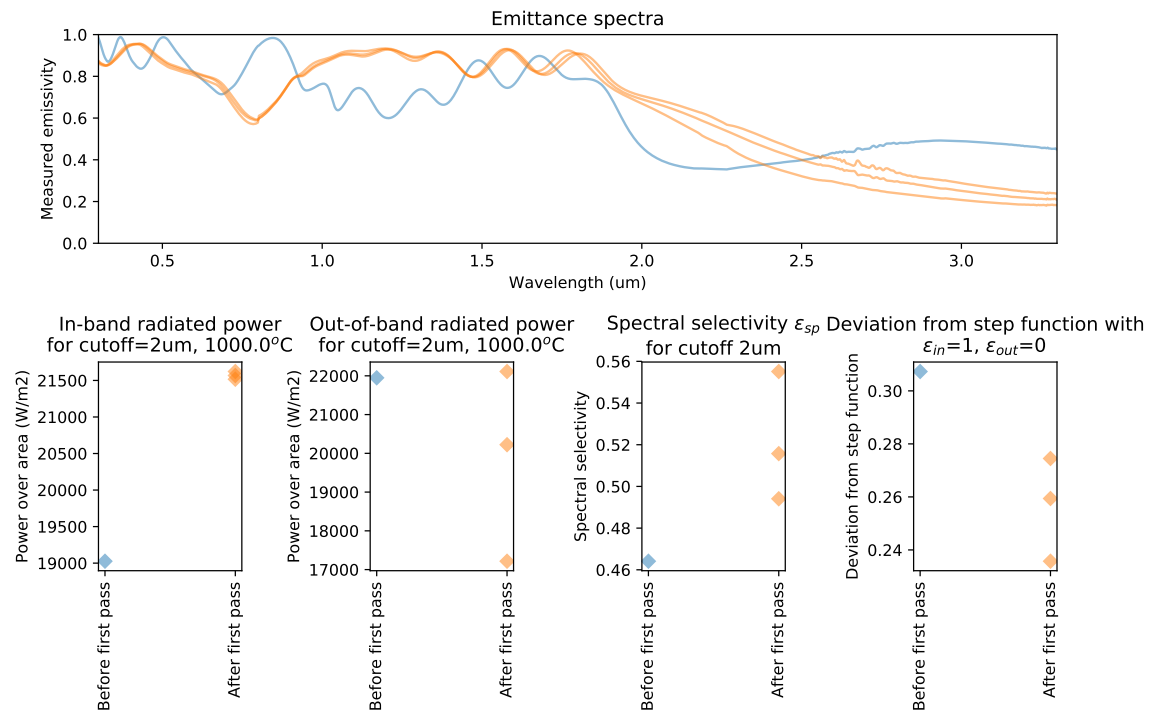 Emittance spectra
Measured emissivity
1.0
0.8
0.6
0.4
0.2
0.0
0.5
1.0
1.5
2.0
2.5
3.0
Wavelength (um)
In-band radiated power
for cutoff=2um, 1000.0°C
Power over area (W/m2)
21500
21000
20500
20000
19500
19000
Before first pass
After first pass
Out-of-band radiated power
for cutoff=2um, 1000.0°C
Power over area (W/m2)
22000
21000
20000
19000
18000
17000
Before first pass
After first pass
Spectral selectivity εsp
for cutoff 2um
Spectral selectivity
0.56
0.54
0.52
0.50
0.48
0.46
Before first pass
After first pass
Deviation from step function with
εin=1, εout=0
Deviation from step function
0.30
0.28
0.26
0.24
Before first pass
After first pass